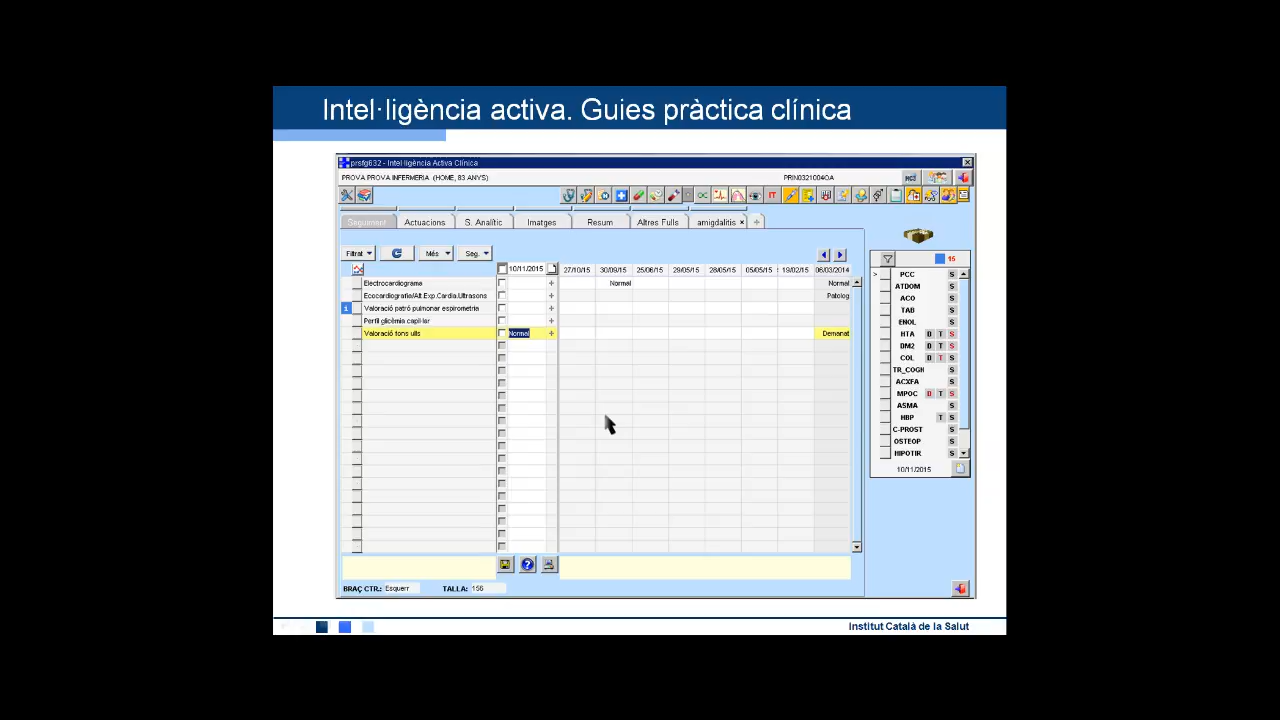 Intel·ligència activa. Guies pràctica clínica
prsfg632 - Intel·ligència Activa Clínica
PROVA PROVA INFERMERIA (HOME, 83 ANYS) PRIN0321004OA
Seguiment Actuacions S. Analític Imatges Resum Altres Fulls amigdalitis × +
Filtrat Més Seg.
10/11/2015 27/10/15 30/09/15 25/06/15 29/05/15 28/05/15 05/05/15 19/02/15 06/03/2014
Electrocardiograma + Normal Normal
Ecocardiografia/Alt.Exp.Cardia.Ultrasons + Patolog
i Valoració patró pulmonar espirometria +
Perfil glicèmia capil·lar +
Valoració fons ulls Normal + Demanat
15
> PCC S
ATDOM S
ACO S
TAB S
ENOL S
HTA D T S
DM2 D T S
COL D T S
TR_COGN S
ACXFA S
MPOC D T S
ASMA S
HBP T S
C-PROST S
OSTEOP S
HIPOTIR S
10/11/2015
BRAÇ CTR.: Esquerr TALLA: 156
Institut Català de la Salut